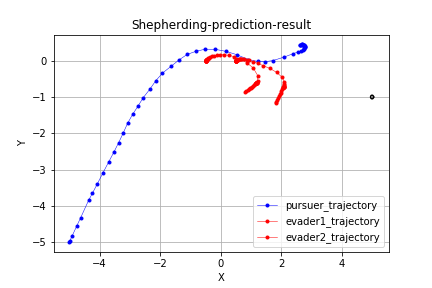 Shepherding-prediction-result
Y
0
−1
−2
−3
−4
−5
−4
−2
0
2
4
X
pursuer_trajectory
evader1_trajectory
evader2_trajectory